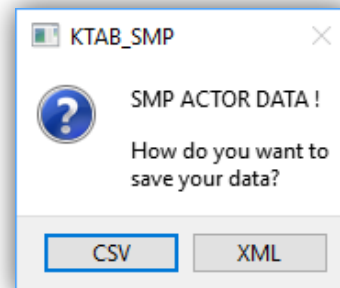 KTAB_SMP
SMP ACTOR DATA !
How do you want to
save your data?
CSV
XML